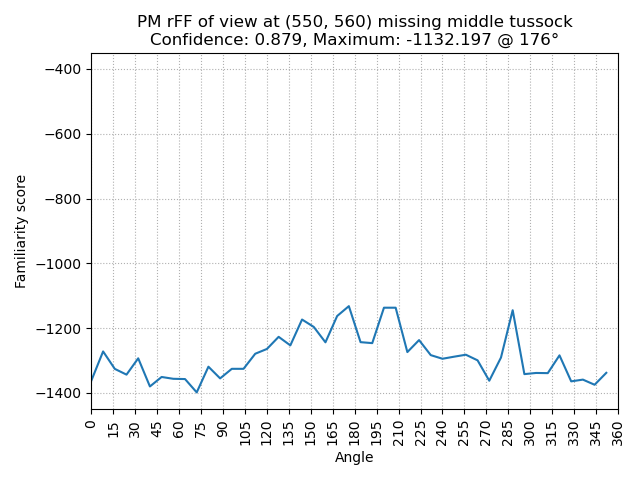 PM rFF of view at (550, 560) missing middle tussock
Confidence: 0.879, Maximum: -1132.197 @ 176°
Familiarity score
−400
−600
−800
−1000
−1200
−1400
0 15 30 45 60 75 90 105 120 135 150 165 180 195 210 225 240 255 270 285 300 315 330 345 360
Angle